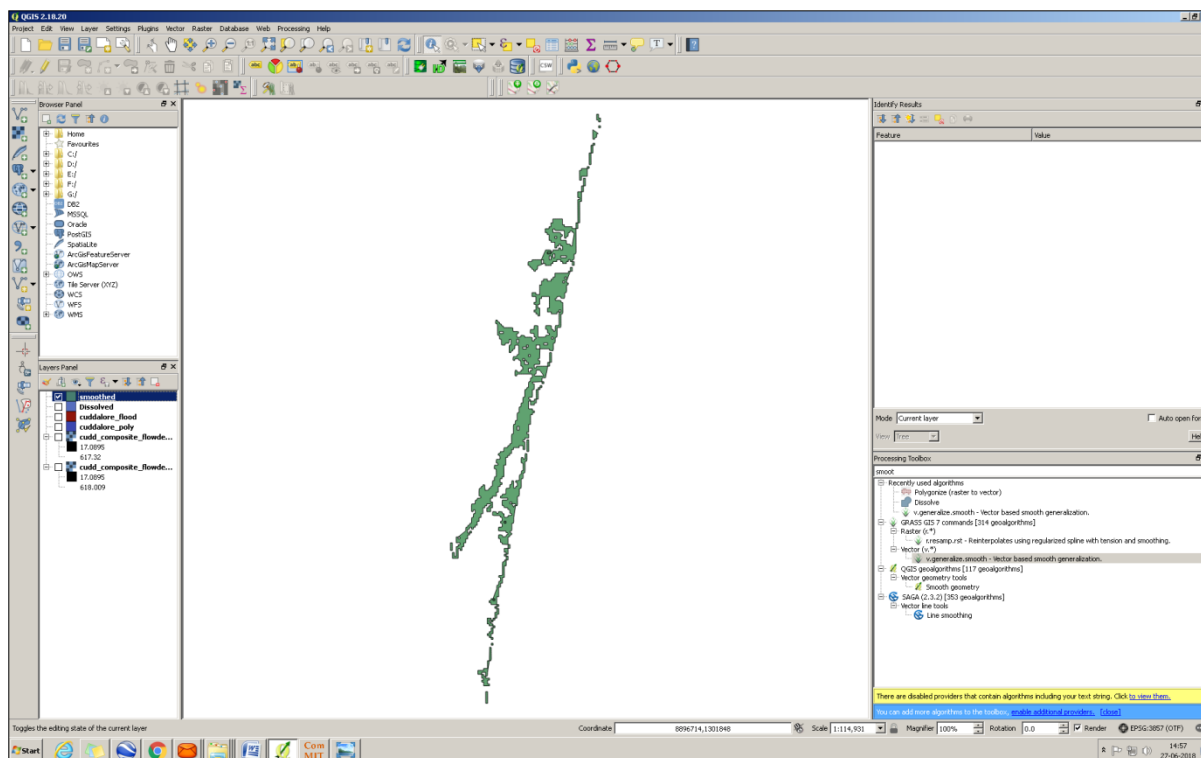 QGIS 2.18.20
Project Edit View Layer Settings Plugins Vector Raster Database Web Processing Help
CSW
Browser Panel
Home
Favourites
C:/
D:/
E:/
F:/
G:/
DB2
MSSQL
Oracle
PostGIS
SpatiaLite
ArcGisFeatureServer
ArcGisMapServer
OWS
Tile Server (XYZ)
WCS
WFS
WMS
Layers Panel
smoothed
Dissolved
cuddalore_flood
cuddalore_poly
cudd_composite_flowde...
17.0895
617.32
cudd_composite_flowde...
17.0895
618.009
Identify Results
Feature Value
Mode Current layer Auto open for
View Tree Hel
Processing Toolbox
smoot
Recently used algorithms
Polygonize (raster to vector)
Dissolve
v.generalize.smooth - Vector based smooth generalization.
GRASS GIS 7 commands [314 geoalgorithms]
Raster (r.*)
r.resamp.rst - Reinterpolates using regularized spline with tension and smoothing.
Vector (v.*)
v.generalize.smooth - Vector based smooth generalization.
QGIS geoalgorithms [117 geoalgorithms]
Vector geometry tools
Smooth geometry
SAGA (2.3.2) [353 geoalgorithms]
Vector line tools
Line smoothing
There are disabled providers that contain algorithms including your text string. Click to view them.
You can add more algorithms to the toolbox, enable additional providers. [close]
Toggles the editing state of the current layer Coordinate 8896714,1301848 Scale 1:114,931 Magnifier 100% Rotation 0.0 Render EPSG:3857 (OTF)
Start Com MIT 14:57
27-06-2018